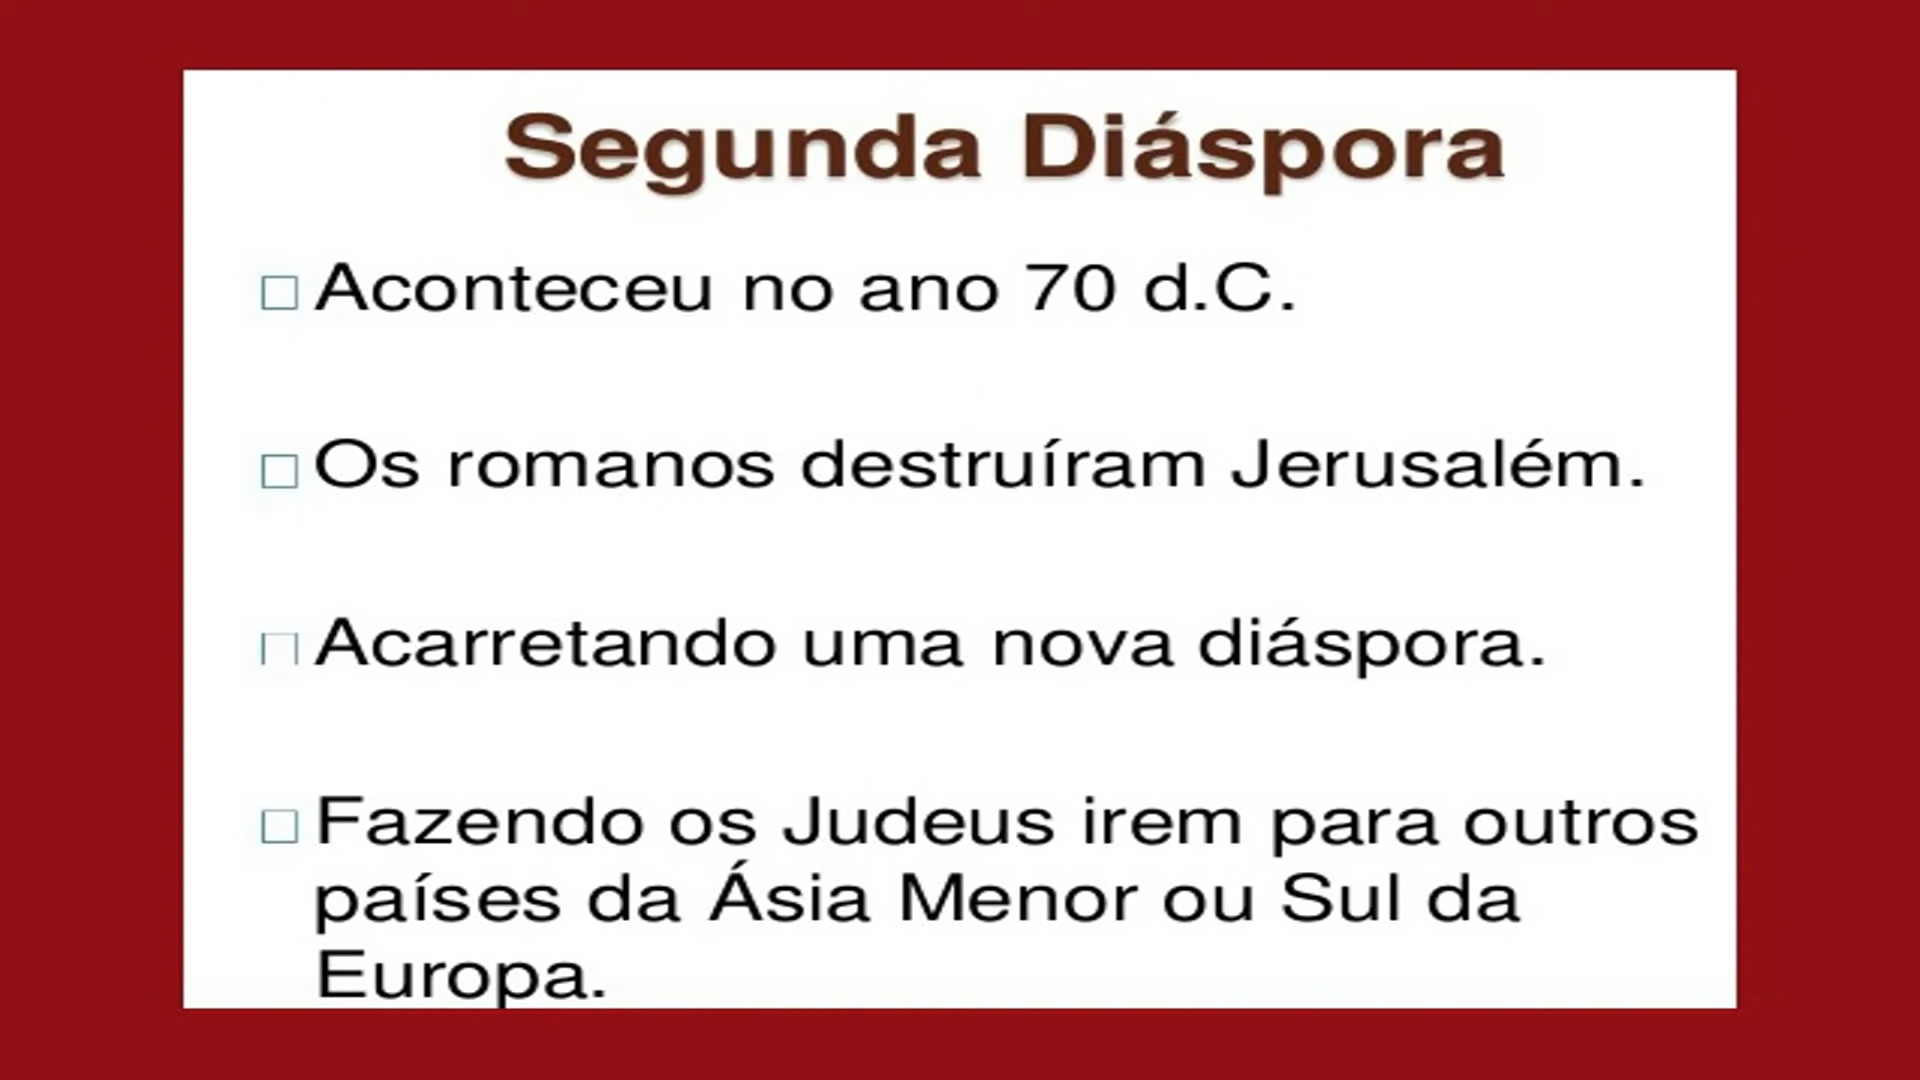 Segunda Diáspora
Aconteceu no ano 70 d.C.
Os romanos destruíram Jerusalém.
Acarretando uma nova diáspora.
Fazendo os Judeus irem para outros
países da Ásia Menor ou Sul da
Europa.